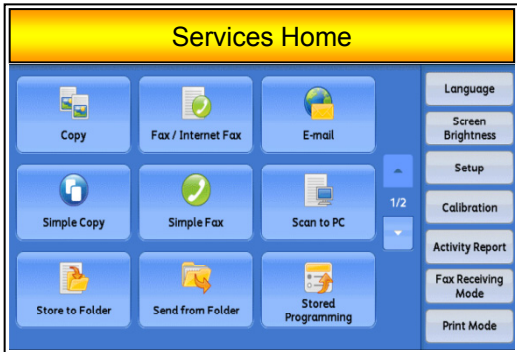 Services Home
Copy
Fax / Internet Fax
E-mail
Simple Copy
Simple Fax
Scan to PC
Store to Folder
Send from Folder
Stored
Programming
1/2
Language
Screen
Brightness
Setup
Calibration
Activity Report
Fax Receiving
Mode
Print Mode